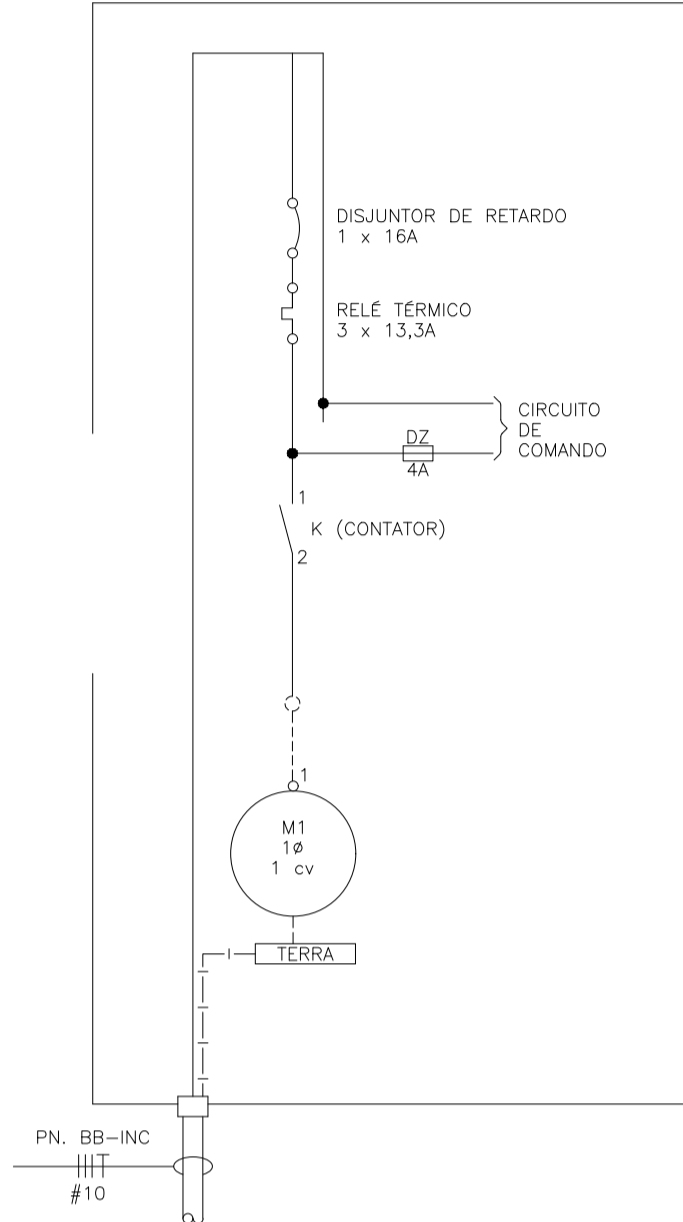 DISJUNTOR DE RETARDO
1 x 16A
RELÉ TÉRMICO
3 x 13,3A
CIRCUITO
DE
COMANDO
DZ
4A
1
K (CONTATOR)
2
1
M1
1ø
1 cv
TERRA
PN. BB-INC
#10